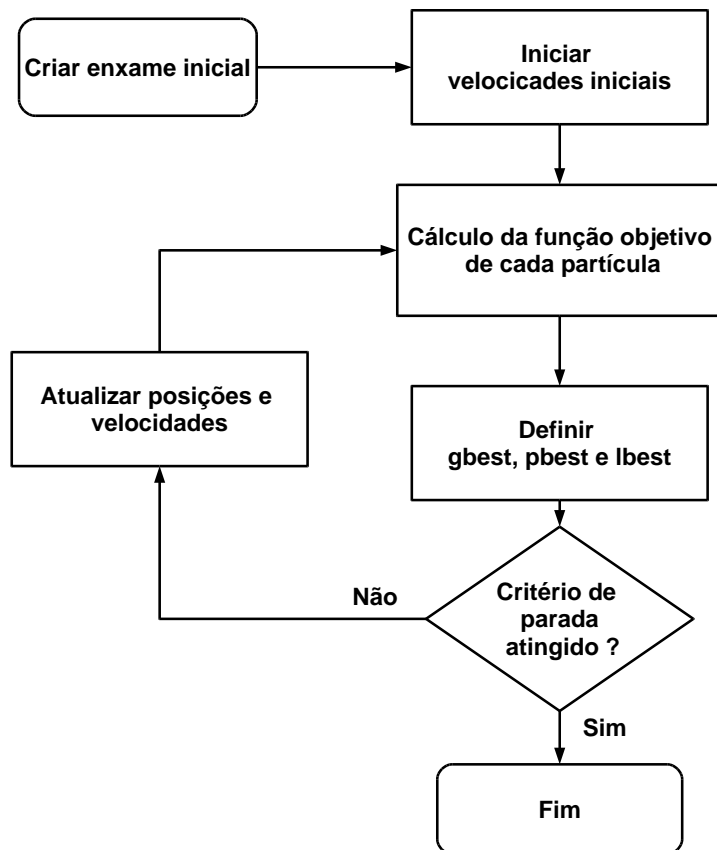 Criar enxame inicial
Iniciar
velocicades iniciais
Cálculo da função objetivo
de cada partícula
Atualizar posições e
velocidades
Definir
gbest, pbest e lbest
Não
Critério de
parada
atingido ?
Sim
Fim